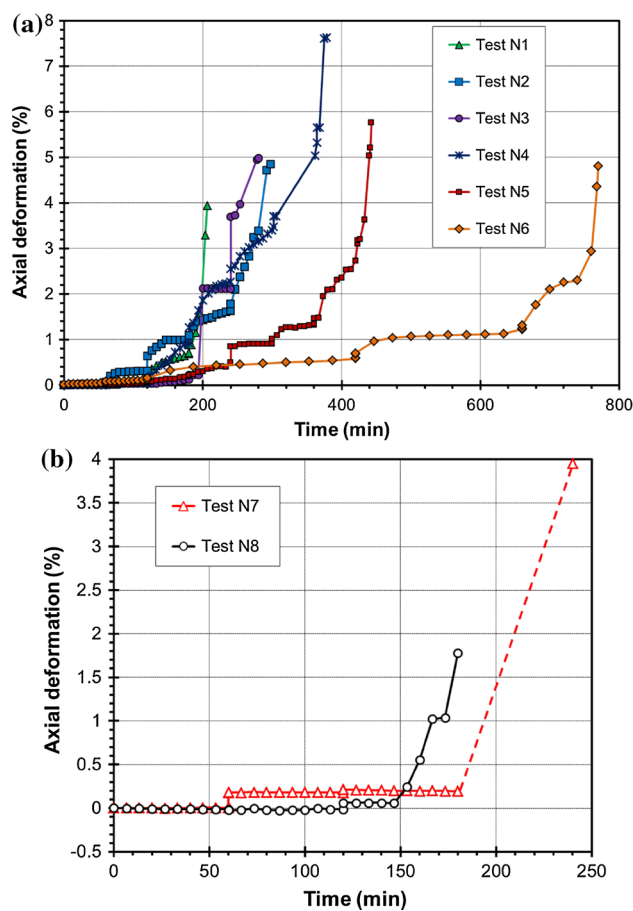 (a)
Axial deformation (%)
8
7
6
5
4
3
2
1
0
Test N1
Test N2
Test N3
Test N4
Test N5
Test N6
0 200 400 600 800
Time (min)
(b)
Axial deformation (%)
4
3.5
3
2.5
2
1.5
1
0.5
0
-0.5
Test N7
Test N8
0 50 100 150 200 250
Time (min)